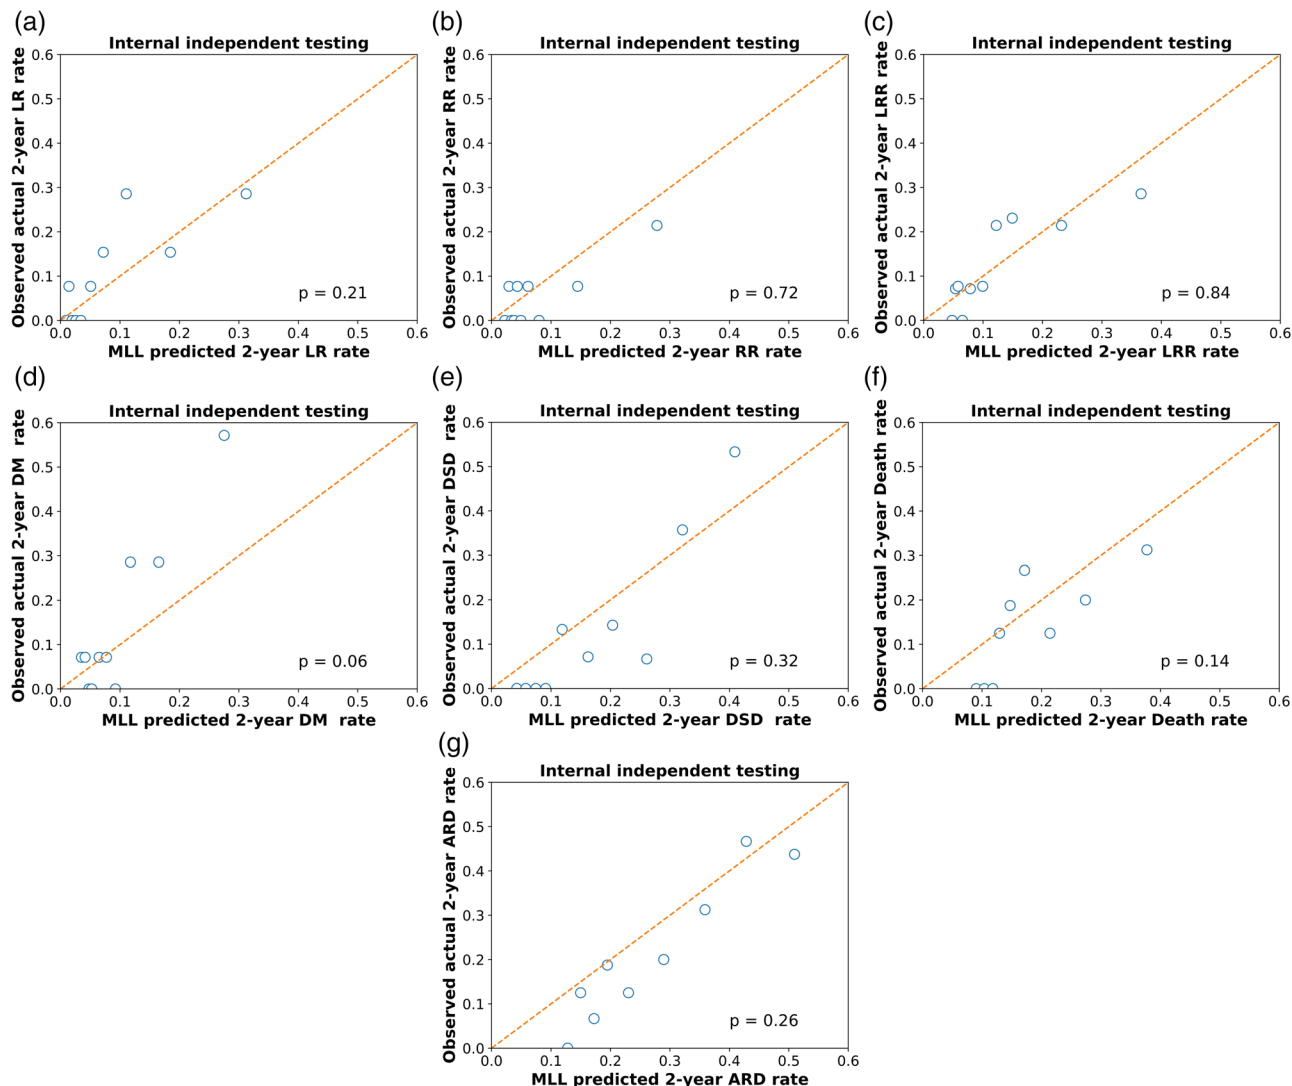 (a)
Internal independent testing
Observed actual 2-year LR rate
0.6
0.5
0.4
0.3
0.2
0.1
0.0
p = 0.21
0.0 0.1 0.2 0.3 0.4 0.5 0.6
MLL predicted 2-year LR rate
(b)
Internal independent testing
Observed actual 2-year RR rate
0.6
0.5
0.4
0.3
0.2
0.1
0.0
p = 0.72
0.0 0.1 0.2 0.3 0.4 0.5 0.6
MLL predicted 2-year RR rate
(c)
Internal independent testing
Observed actual 2-year LRR rate
0.6
0.5
0.4
0.3
0.2
0.1
0.0
p = 0.84
0.0 0.1 0.2 0.3 0.4 0.5 0.6
MLL predicted 2-year LRR rate
(d)
Internal independent testing
Observed actual 2-year DM rate
0.6
0.5
0.4
0.3
0.2
0.1
0.0
p = 0.06
0.0 0.1 0.2 0.3 0.4 0.5 0.6
MLL predicted 2-year DM rate
(e)
Internal independent testing
Observed actual 2-year DSD rate
0.6
0.5
0.4
0.3
0.2
0.1
0.0
p = 0.32
0.0 0.1 0.2 0.3 0.4 0.5 0.6
MLL predicted 2-year DSD rate
(f)
Internal independent testing
Observed actual 2-year Death rate
0.6
0.5
0.4
0.3
0.2
0.1
0.0
p = 0.14
0.0 0.1 0.2 0.3 0.4 0.5 0.6
MLL predicted 2-year Death rate
(g)
Internal independent testing
Observed actual 2-year ARD rate
0.6
0.5
0.4
0.3
0.2
0.1
0.0
p = 0.26
0.0 0.1 0.2 0.3 0.4 0.5 0.6
MLL predicted 2-year ARD rate